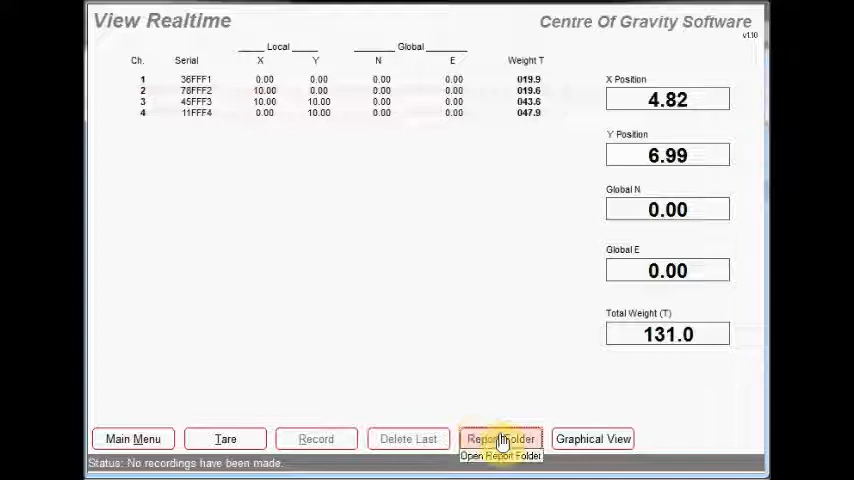 View Realtime
Centre Of Gravity Software
v1.10
Local
Global
Ch. Serial X Y N E Weight T
1 36FFF1 0.00 0.00 0.00 0.00 019.9
2 78FFF2 10.00 0.00 0.00 0.00 019.6
3 45FFF3 10.00 10.00 0.00 0.00 043.6
4 11FFF4 0.00 10.00 0.00 0.00 047.9
X Position
4.82
Y Position
6.99
Global N
0.00
Global E
0.00
Total Weight (T)
131.0
Main Menu Tare Record Delete Last Report Folder Graphical View
Open Report Folder
Status: No recordings have been made.